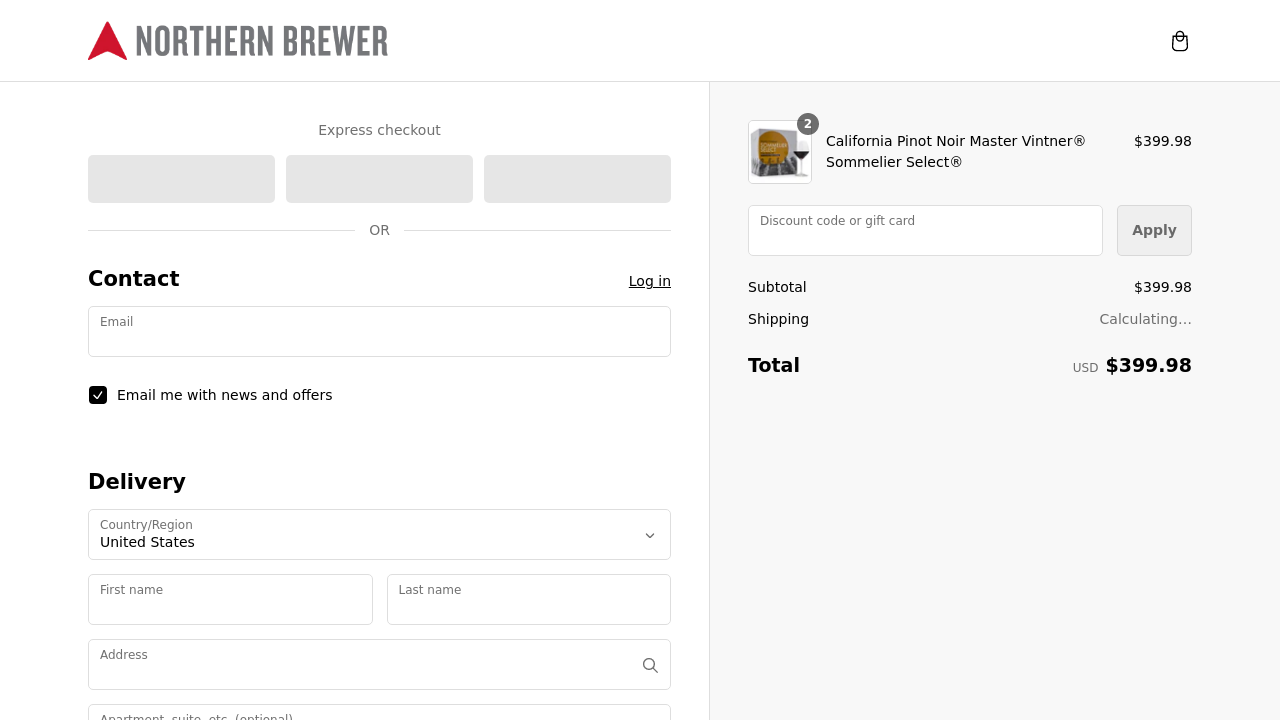 NORTHERN BREWER
Express checkout
OR
Contact
Log in
Email
Email me with news and offers
Delivery
Country/Region
United States
First name
Last name
Address
Apartment, suite, etc. (optional)
2
California Pinot Noir Master Vintner®
Sommelier Select®
$399.98
Discount code or gift card
Apply
Subtotal
$399.98
Shipping
Calculating...
Total
USD $399.98